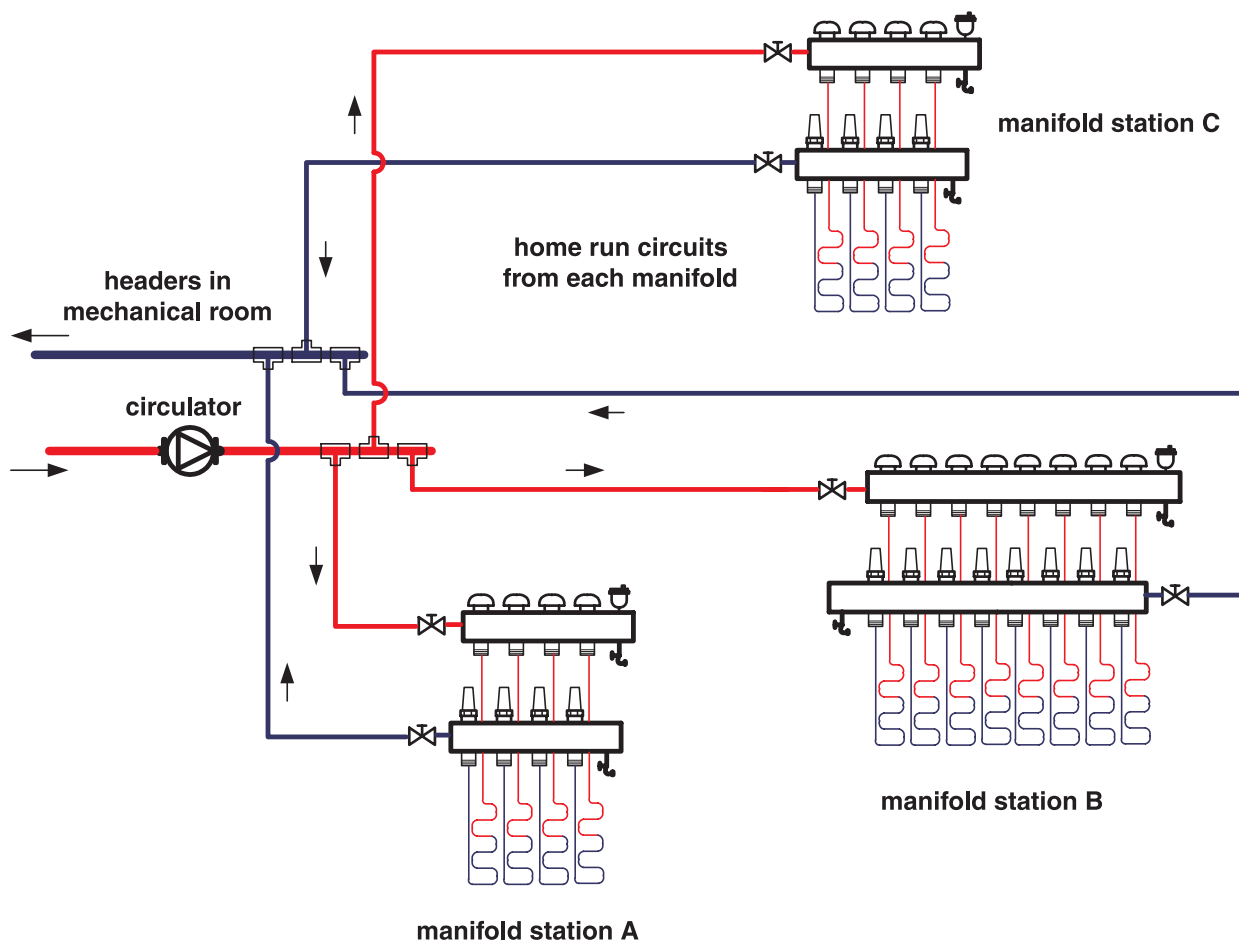 manifold station C
home run circuits
from each manifold
headers in
mechanical room
circulator
manifold station B
manifold station A